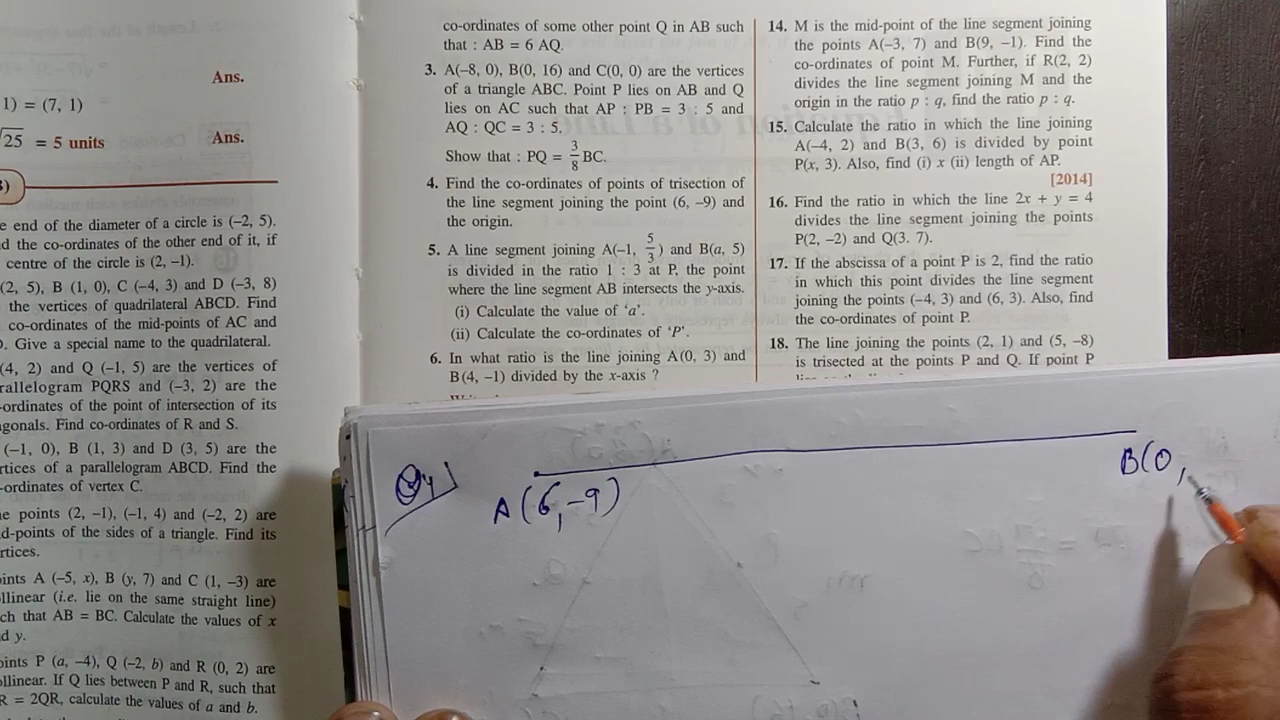 Ans.
1) = (7, 1)
√25 = 5 units
Ans.
3)
e end of the diameter of a circle is (−2, 5).
d the co-ordinates of the other end of it, if
centre of the circle is (2, −1).
(2, 5), B (1, 0), C (−4, 3) and D (−3, 8)
the vertices of quadrilateral ABCD. Find
co-ordinates of the mid-points of AC and
. Give a special name to the quadrilateral.
(4, 2) and Q (−1, 5) are the vertices of
rallelogram PQRS and (−3, 2) are the
-ordinates of the point of intersection of its
agonals. Find co-ordinates of R and S.
(−1, 0), B (1, 3) and D (3, 5) are the
rtices of a parallelogram ABCD. Find the
-ordinates of vertex C.
e points (2, −1), (−1, 4) and (−2, 2) are
d-points of the sides of a triangle. Find its
rtices.
oints A (−5, x), B (y, 7) and C (1, −3) are
ollinear (i.e. lie on the same straight line)
ch that AB = BC. Calculate the values of x
d y.
oints P (a, −4), Q (−2, b) and R (0, 2) are
ollinear. If Q lies between P and R, such that
R = 2QR, calculate the values of a and b.
co-ordinates of some other point Q in AB such
that : AB = 6 AQ.
3. A(−8, 0), B(0, 16) and C(0, 0) are the vertices
of a triangle ABC. Point P lies on AB and Q
lies on AC such that AP : PB = 3 : 5 and
AQ : QC = 3 : 5.
Show that : PQ = 3/8 BC.
4. Find the co-ordinates of points of trisection of
the line segment joining the point (6, −9) and
the origin.
5. A line segment joining A(−1, 5/3) and B(a, 5)
is divided in the ratio 1 : 3 at P, the point
where the line segment AB intersects the y-axis.
(i) Calculate the value of ‘a’.
(ii) Calculate the co-ordinates of ‘P’.
6. In what ratio is the line joining A(0, 3) and
B(4, −1) divided by the x-axis ?
14. M is the mid-point of the line segment joining
the points A(−3, 7) and B(9, −1). Find the
co-ordinates of point M. Further, if R(2, 2)
divides the line segment joining M and the
origin in the ratio p : q, find the ratio p : q.
15. Calculate the ratio in which the line joining
A(−4, 2) and B(3, 6) is divided by point
P(x, 3). Also, find (i) x (ii) length of AP.
[2014]
16. Find the ratio in which the line 2x + y = 4
divides the line segment joining the points
P(2, −2) and Q(3. 7).
17. If the abscissa of a point P is 2, find the ratio
in which this point divides the line segment
joining the points (−4, 3) and (6, 3). Also, find
the co-ordinates of point P.
18. The line joining the points (2, 1) and (5, −8)
is trisected at the points P and Q. If point P
Q4
A(6, −9)
B(0,